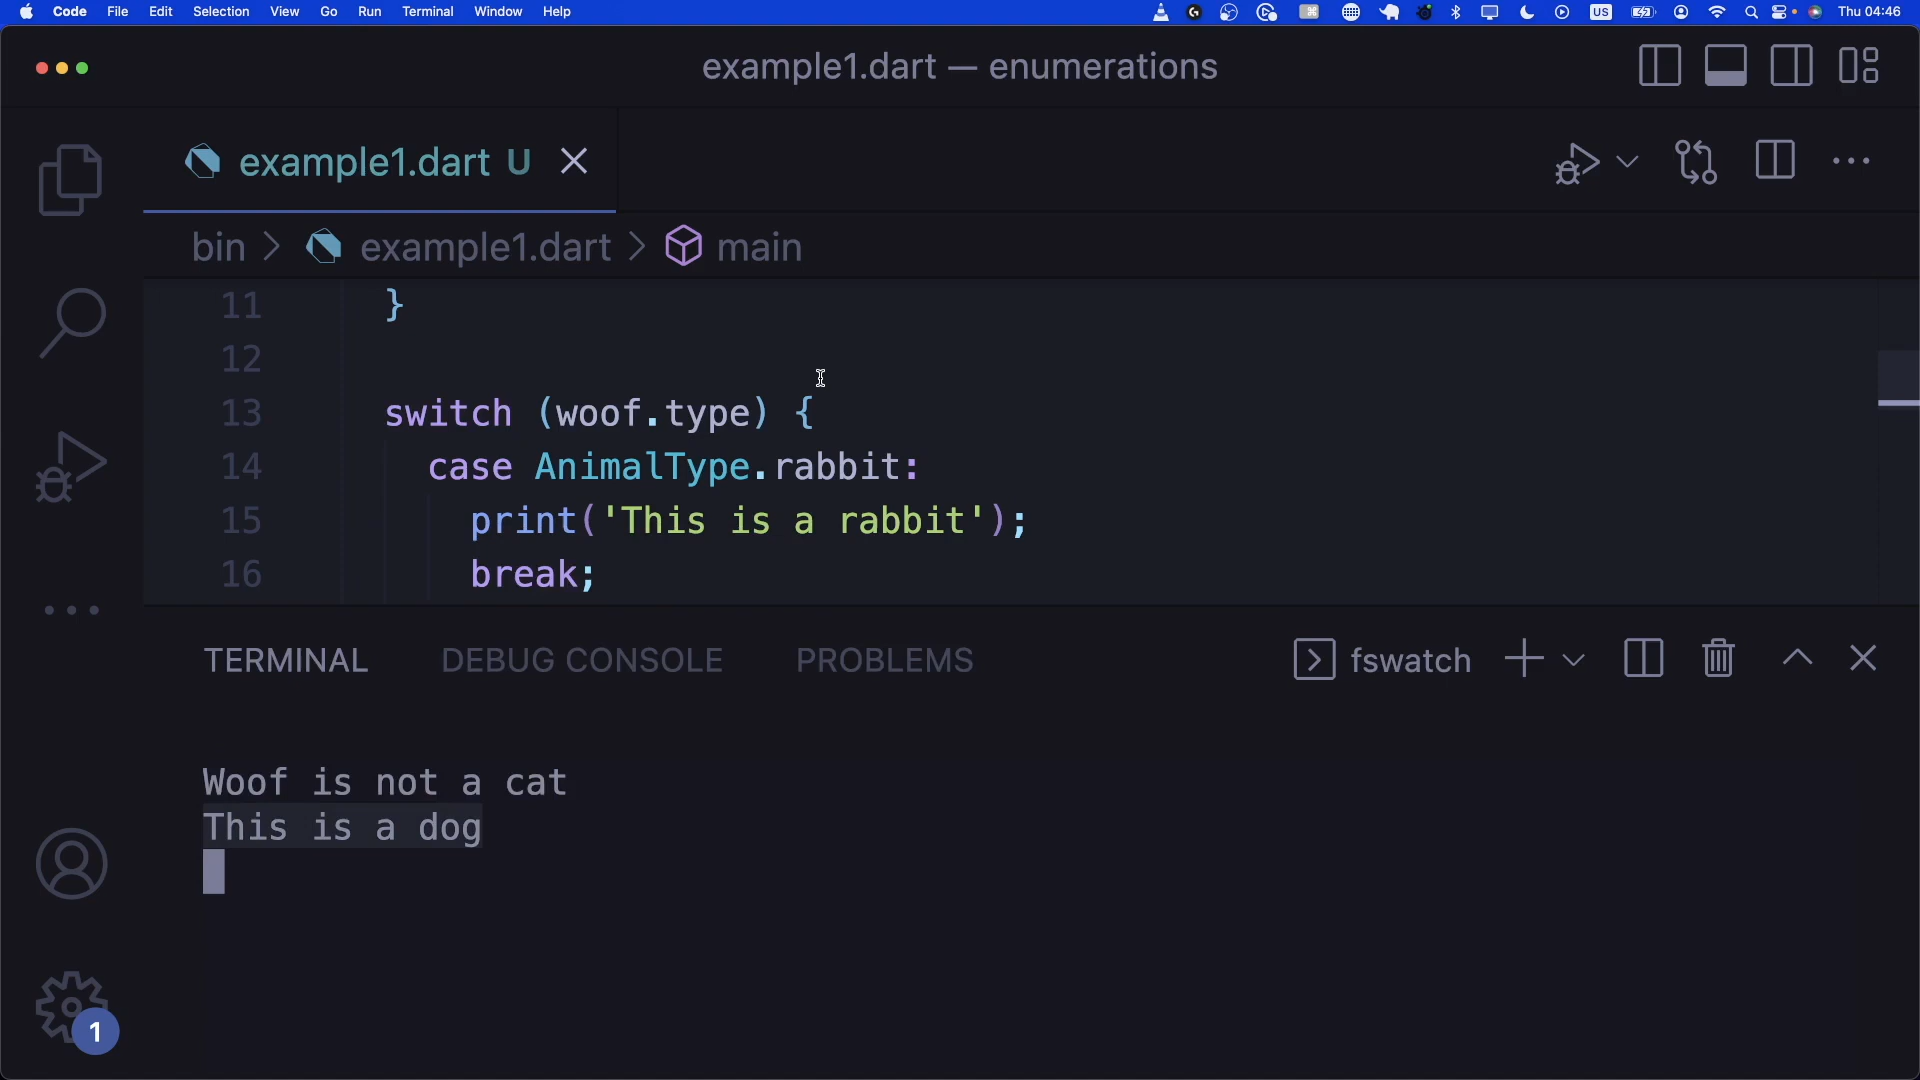 Code File Edit Selection View Go Run Terminal Window Help US Thu 04:46
example1.dart — enumerations
example1.dart U
bin > example1.dart > main
11 }
12
13 switch (woof.type) {
14 case AnimalType.rabbit:
15 print('This is a rabbit');
16 break;
TERMINAL DEBUG CONSOLE PROBLEMS fswatch
Woof is not a cat
This is a dog
1